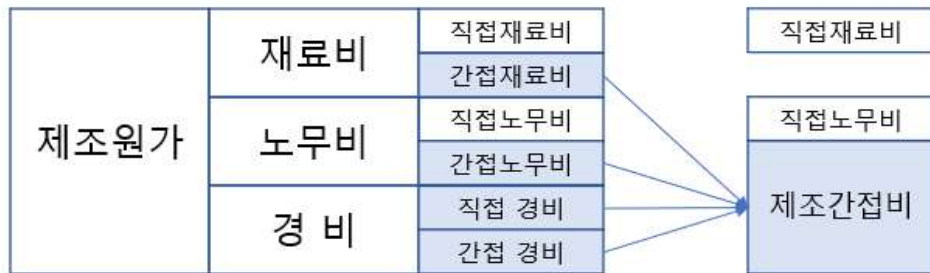 제조원가
재료비
직접재료비
간접재료비
노무비
직접노무비
간접노무비
경 비
직접 경비
간접 경비
직접재료비
직접노무비
제조간접비